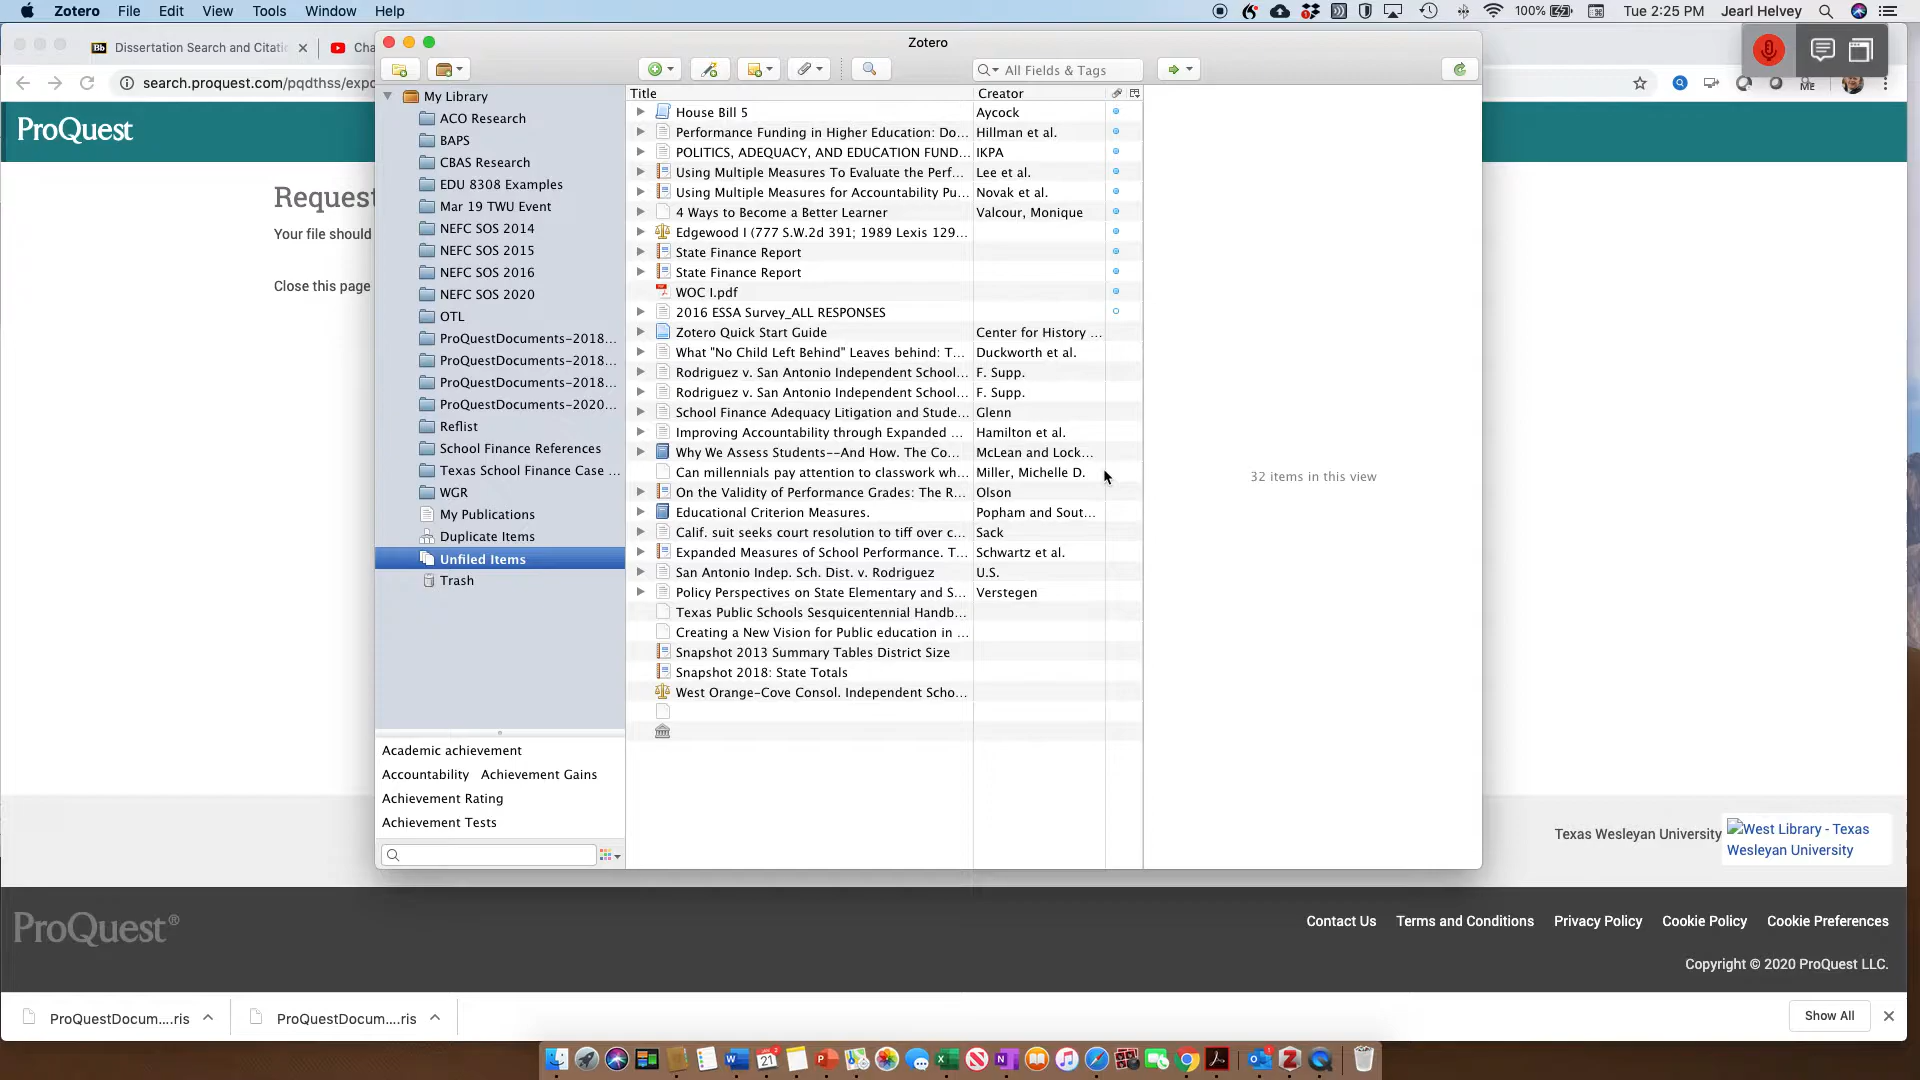 Zotero File Edit View Tools Window Help
100% Tue 2:25 PM Jearl Helvey
Dissertation Search and Citatio
Cha
Zotero
search.proquest.com/pqdthss/expo
All Fields & Tags
ProQuest
Request
Your file should
Close this page
My Library
ACO Research
BAPS
CBAS Research
EDU 8308 Examples
Mar 19 TWU Event
NEFC SOS 2014
NEFC SOS 2015
NEFC SOS 2016
NEFC SOS 2020
OTL
ProQuestDocuments-2018...
ProQuestDocuments-2018...
ProQuestDocuments-2018...
ProQuestDocuments-2020...
Reflist
School Finance References
Texas School Finance Case ...
WGR
My Publications
Duplicate Items
Unfiled Items
Trash
Academic achievement
Accountability Achievement Gains
Achievement Rating
Achievement Tests
Title Creator
House Bill 5 Aycock
Performance Funding in Higher Education: Do... Hillman et al.
POLITICS, ADEQUACY, AND EDUCATION FUND... IKPA
Using Multiple Measures To Evaluate the Perf... Lee et al.
Using Multiple Measures for Accountability Pu... Novak et al.
4 Ways to Become a Better Learner Valcour, Monique
Edgewood I (777 S.W.2d 391; 1989 Lexis 129...
State Finance Report
State Finance Report
WOC I.pdf
2016 ESSA Survey_ALL RESPONSES
Zotero Quick Start Guide Center for History ...
What "No Child Left Behind" Leaves behind: T... Duckworth et al.
Rodriguez v. San Antonio Independent School... F. Supp.
Rodriguez v. San Antonio Independent School... F. Supp.
School Finance Adequacy Litigation and Stude... Glenn
Improving Accountability through Expanded ... Hamilton et al.
Why We Assess Students--And How. The Co... McLean and Lock...
Can millennials pay attention to classwork wh... Miller, Michelle D.
On the Validity of Performance Grades: The R... Olson
Educational Criterion Measures. Popham and Sout...
Calif. suit seeks court resolution to tiff over c... Sack
Expanded Measures of School Performance. T... Schwartz et al.
San Antonio Indep. Sch. Dist. v. Rodriguez U.S.
Policy Perspectives on State Elementary and S... Verstegen
Texas Public Schools Sesquicentennial Handb...
Creating a New Vision for Public education in ...
Snapshot 2013 Summary Tables District Size
Snapshot 2018: State Totals
West Orange-Cove Consol. Independent Scho...
32 items in this view
Texas Wesleyan University West Library - Texas
Wesleyan University
ProQuest®
Contact Us Terms and Conditions Privacy Policy Cookie Policy Cookie Preferences
Copyright © 2020 ProQuest LLC.
ProQuestDocum....ris ProQuestDocum....ris Show All